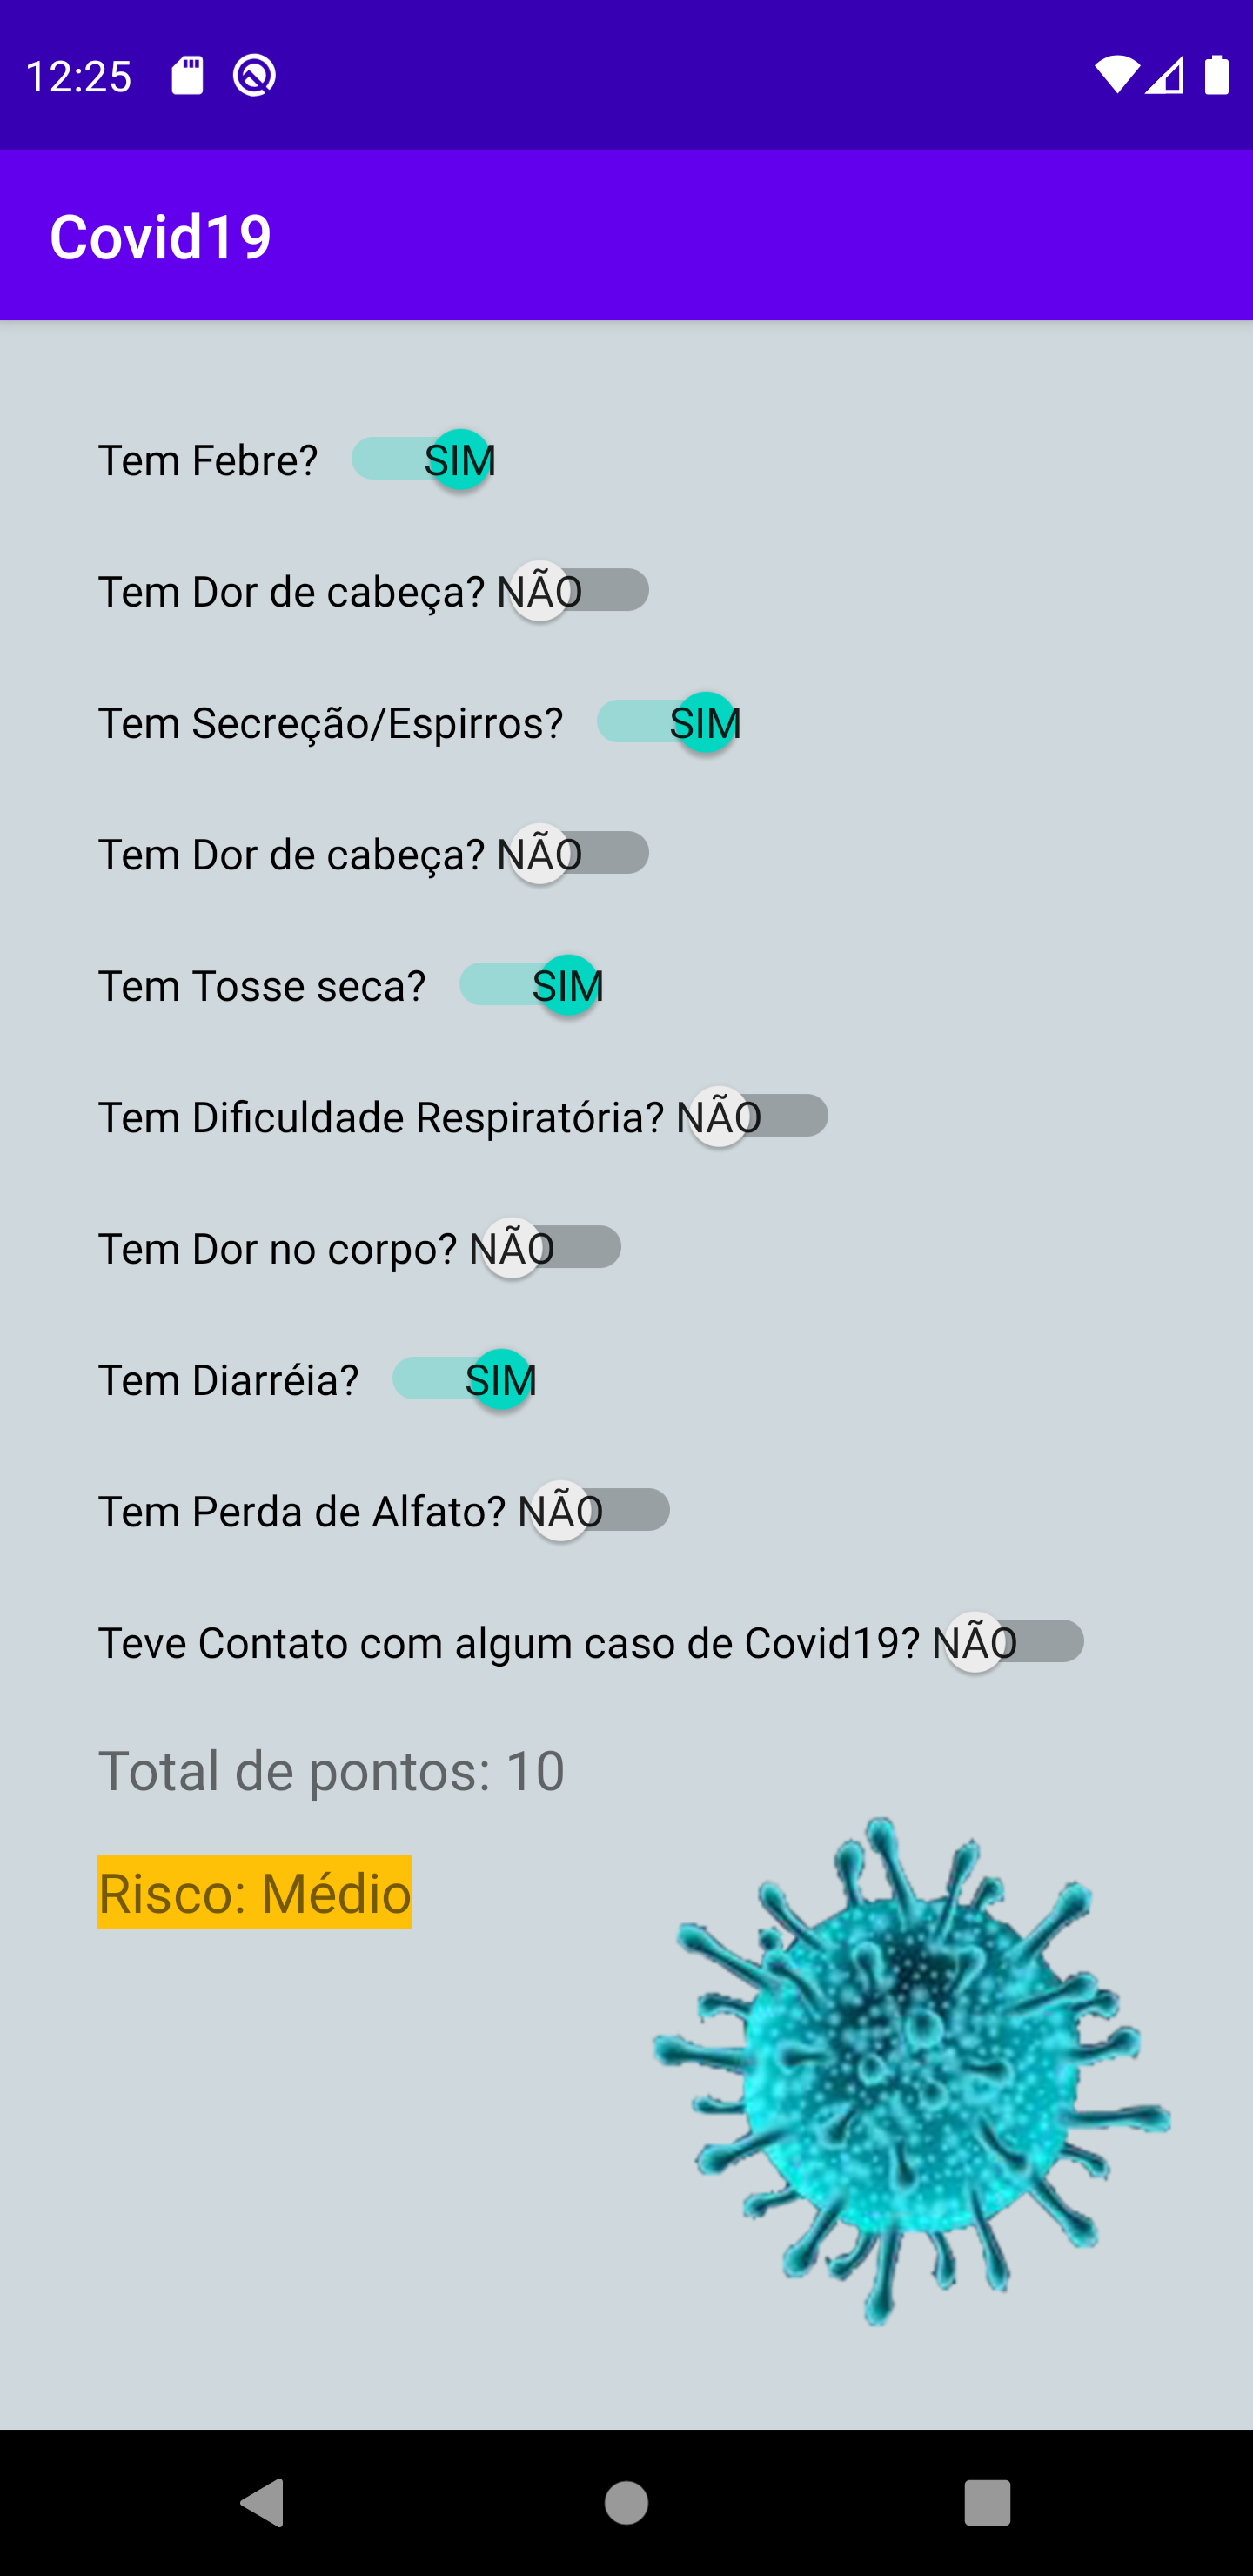 12:25
Covid19
Tem Febre? SIM
Tem Dor de cabeça? NÃO
Tem Secreção/Espirros? SIM
Tem Dor de cabeça? NÃO
Tem Tosse seca? SIM
Tem Dificuldade Respiratória? NÃO
Tem Dor no corpo? NÃO
Tem Diarréia? SIM
Tem Perda de Alfato? NÃO
Teve Contato com algum caso de Covid19? NÃO
Total de pontos: 10
Risco: Médio